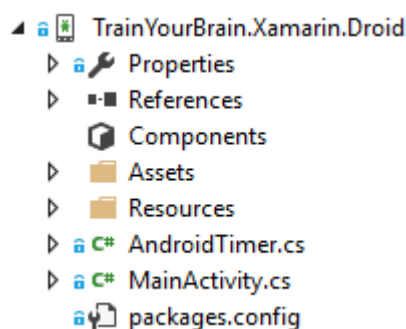 TrainYourBrain.Xamarin.Droid
Properties
References
Components
Assets
Resources
C# AndroidTimer.cs
C# MainActivity.cs
packages.config